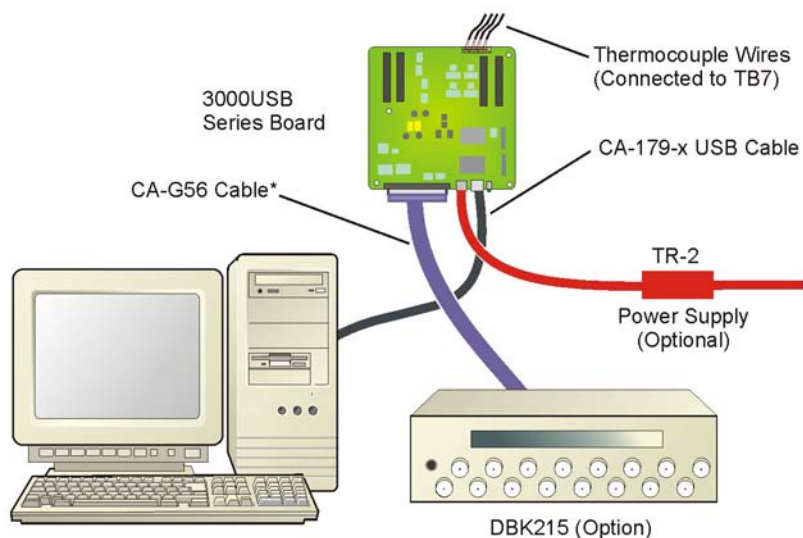 Thermocouple Wires
(Connected to TB7)
3000USB
Series Board
CA-179-x USB Cable
CA-G56 Cable*
TR-2
Power Supply
(Optional)
DBK215 (Option)